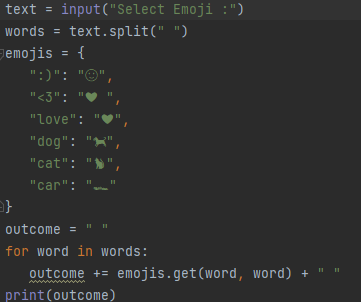 text = input("Select Emoji :")
words = text.split(" ")
emojis = {
    ":)": "☺",
    "<3": "❤ ",
    "love": "❤",
    "dog": "🐕",
    "cat": "🐈",
    "car": "🏎"
}
outcome = " "
for word in words:
    outcome += emojis.get(word, word) + " "
print(outcome)